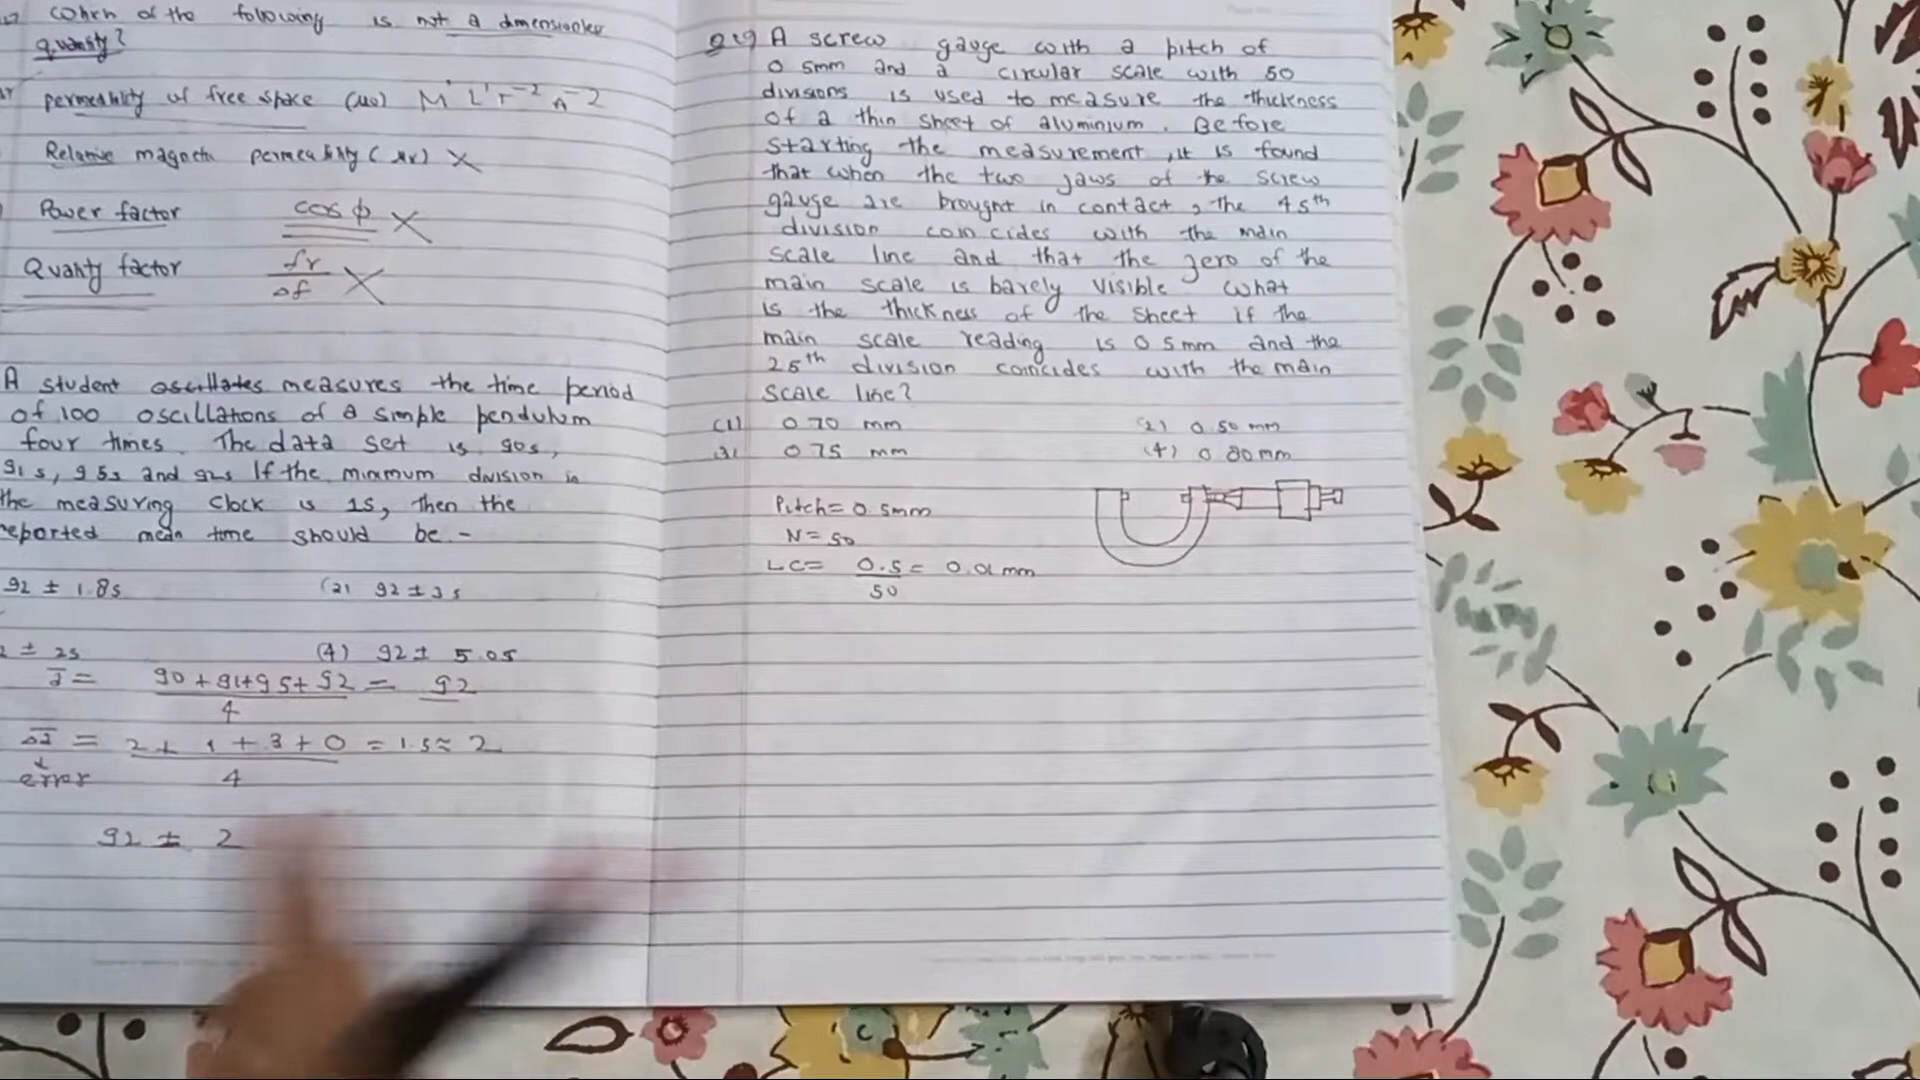 which of the following is not a dimensionless
quantity?
permeability of free space (μ0) M L¹ T⁻² A⁻²
Relative magnetic permeability (μr) X
Power factor cos ϕ X
Quality factor fr/Δf X
A student oscillates measures the time period
of 100 oscillations of a simple pendulum
four times. The data set is 90s,
91s, 95s and 92s If the minimum division in
the measuring clock is 1s, then the
reported mean time should be -
92 ± 1.8s (2) 92 ± 3s
± 2s (4) 92 ± 5.0s
90 + 91 + 95 + 92 / 4 = 92
= 2 + 1 + 3 + 0 / 4 = 1.5 ≈ 2
error
92 ± 2
A screw gauge with a pitch of
0 5mm and a circular scale with 50
divisions is used to measure the thickness
of a thin sheet of aluminium. Before
starting the measurement, it is found
that when the two jaws of the screw
gauge are brought in contact, the 45th
division coincides with the main
scale line and that the zero of the
main scale is barely visible what
is the thickness of the sheet if the
main scale reading is 0 5mm and the
25th division coincides with the main
scale line?
(1) 0 70 mm (2) 0 50 mm
(3) 0 75 mm (4) 0 80mm
Pitch = 0.5mm
N = 50
LC = 0.5/50 = 0.01mm